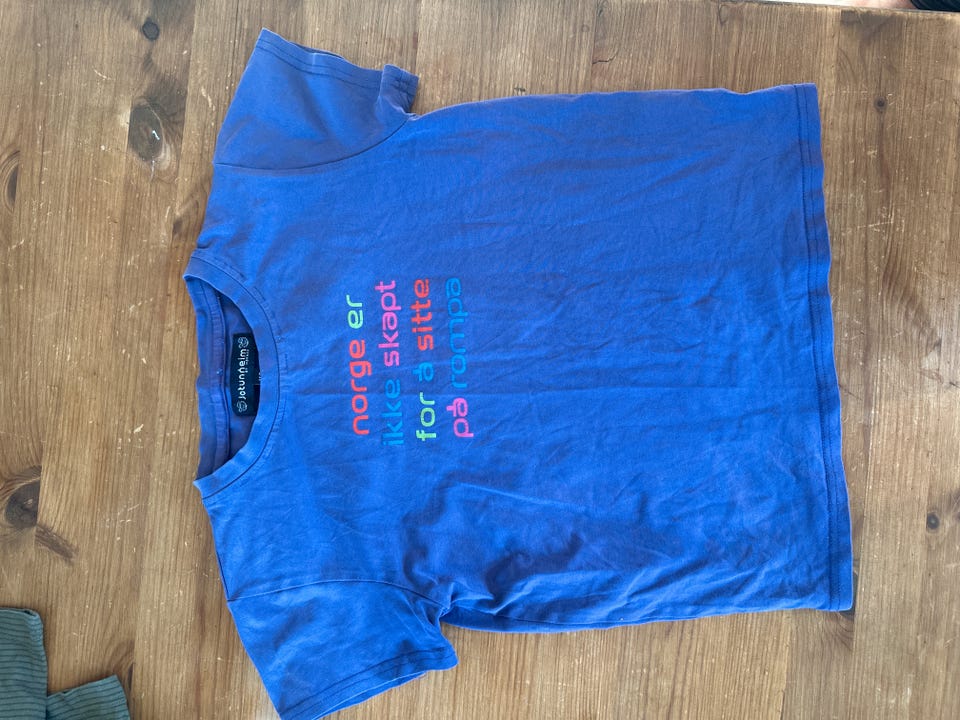 Jotunheim
norge er
ikke skapt
for å sitte
på rompa